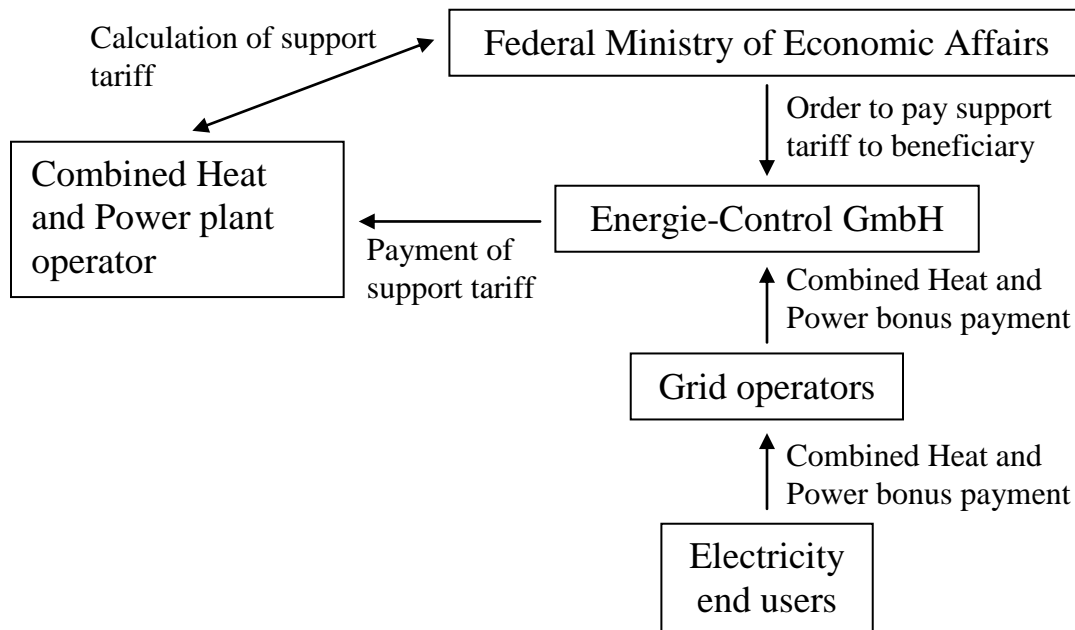 Calculation of support
tariff
Federal Ministry of Economic Affairs
Order to pay support
tariff to beneficiary
Combined Heat
and Power plant
operator
Energie-Control GmbH
Payment of
support tariff
Combined Heat and
Power bonus payment
Grid operators
Combined Heat and
Power bonus payment
Electricity
end users